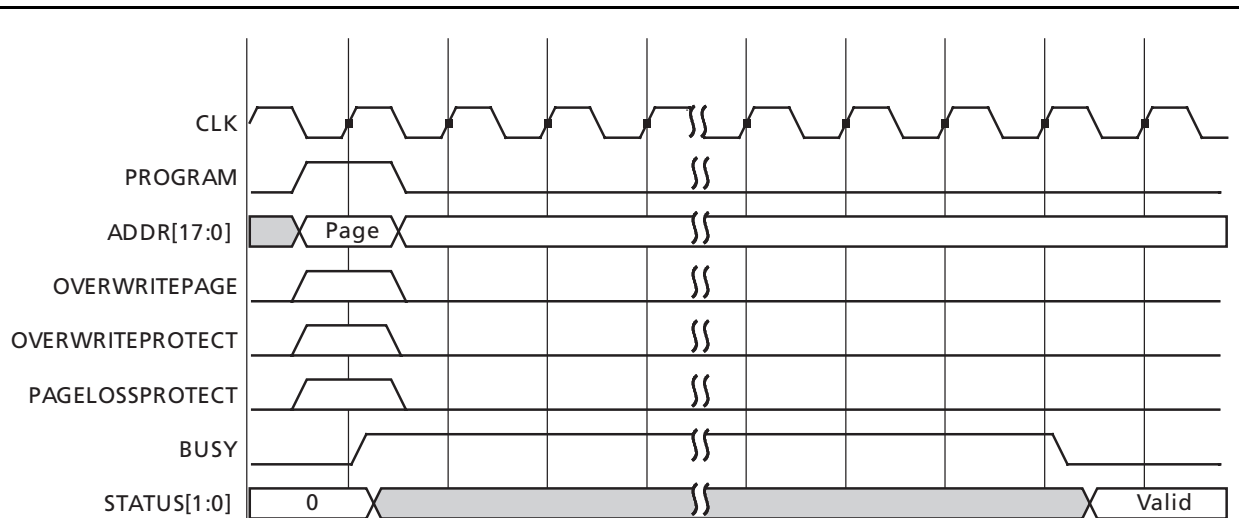 CLK
PROGRAM
ADDR[17:0] Page
OVERWRITEPAGE
OVERWRITEPROTECT
PAGELOSSPROTECT
BUSY
STATUS[1:0] 0 Valid